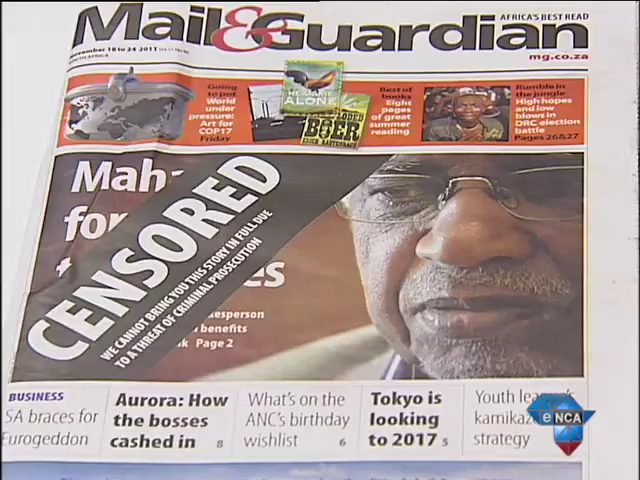 Mail&Guardian
AFRICA'S BEST READ
November 18 to 24 2011
SOUTH AFRICA
mg.co.za
Going
to pot
World
under
pressure:
Art for
COP17
Friday
ALONE
BOER
Best of
books
Eight
pages
of great
summer
reading
Rumble in
the jungle
High hopes
and low
blows in
DRC election
battle
Pages 26&27
CENSORED
WE CANNOT BRING YOU THIS STORY IN FULL DUE
TO A THREAT OF CRIMINAL PROSECUTION
Mah
for
es
kesperson
benefits
k Page 2
BUSINESS
SA braces for
Eurogeddon
Aurora: How
the bosses
cashed in 8
What's on the
ANC's birthday
wishlist 6
Tokyo is
looking
to 2017 5
Youth league's
kamikaz
strategy
eNCA